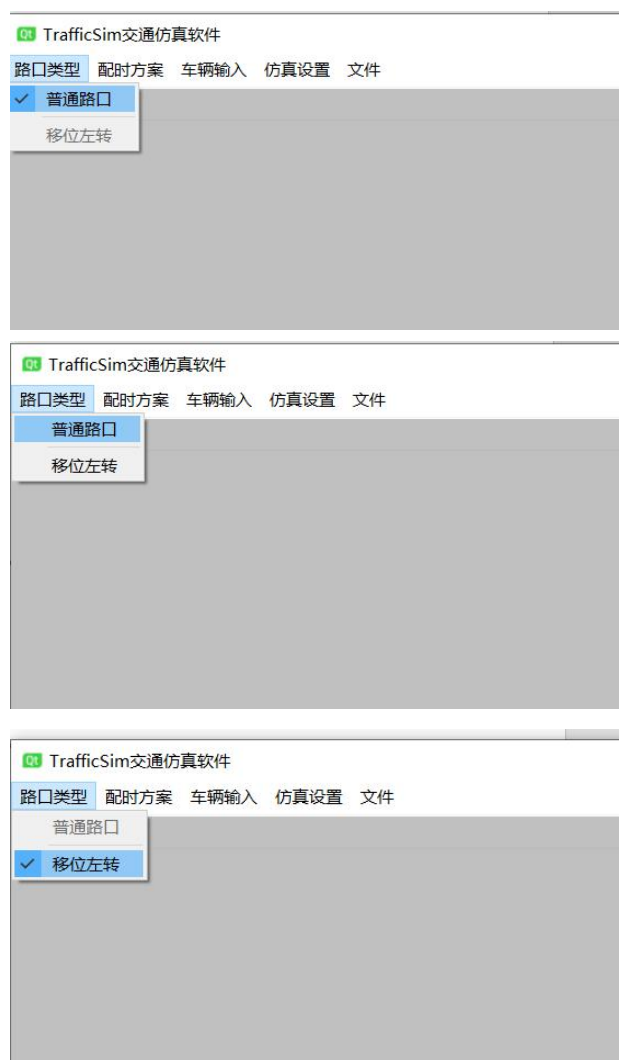 Qt TrafficSim交通仿真软件
路口类型 配时方案 车辆输入 仿真设置 文件
普通路口
移位左转
Qt TrafficSim交通仿真软件
路口类型 配时方案 车辆输入 仿真设置 文件
普通路口
移位左转
Qt TrafficSim交通仿真软件
路口类型 配时方案 车辆输入 仿真设置 文件
普通路口
移位左转